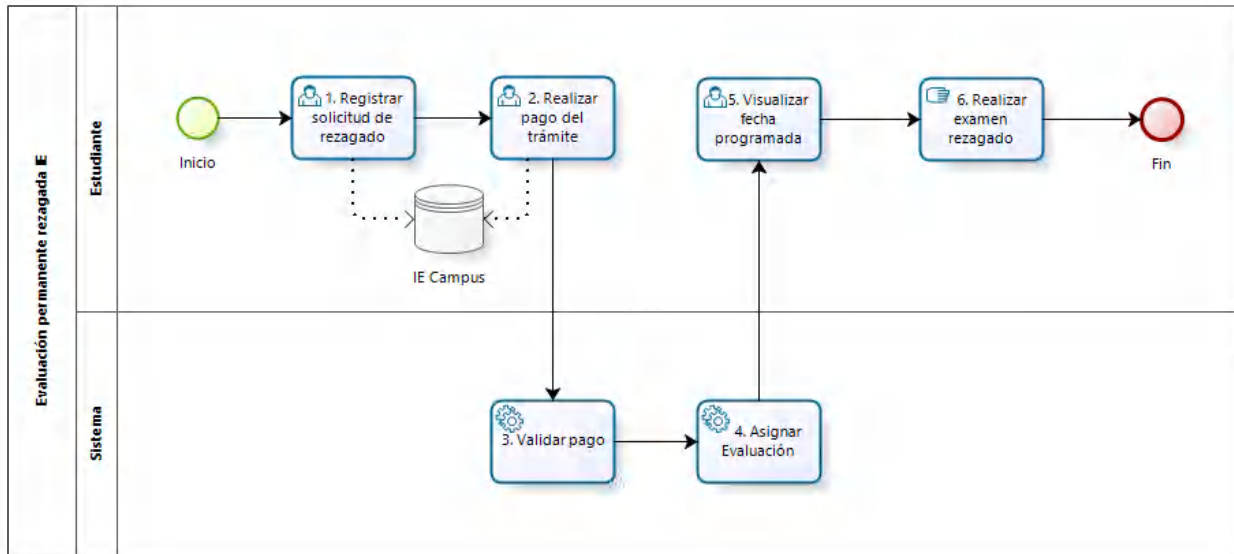 Evaluación permanente rezagada IE
Estudiante
Inicio
1. Registrar
solicitud de
rezagado
2. Realizar
pago del
trámite
IE Campus
5. Visualizar
fecha
programada
6. Realizar
examen
rezagado
Fin
Sistema
3. Validar pago
4. Asignar
Evaluación